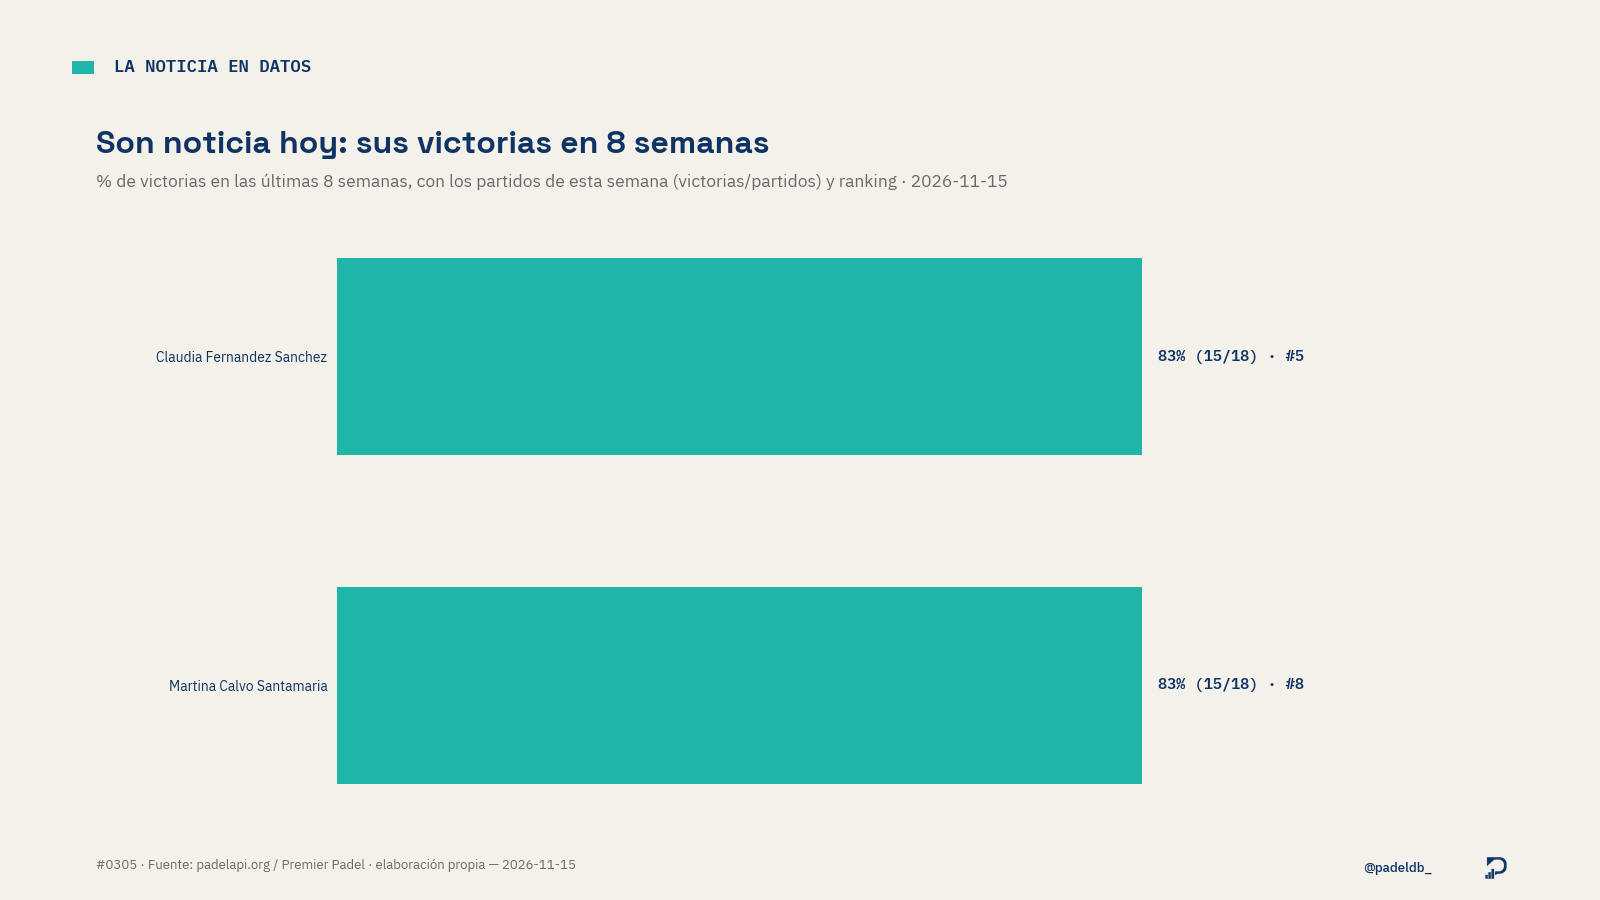 LA NOTICIA EN DATOS
Son noticia hoy: sus victorias en 8 semanas
% de victorias en las últimas 8 semanas, con los partidos de esta semana (victorias/partidos) y ranking · 2026-11-15
Claudia Fernandez Sanchez
83% (15/18) · #5
Martina Calvo Santamaria
83% (15/18) · #8
#0305 · Fuente: padelapi.org / Premier Padel · elaboración propia — 2026-11-15
@padeldb_